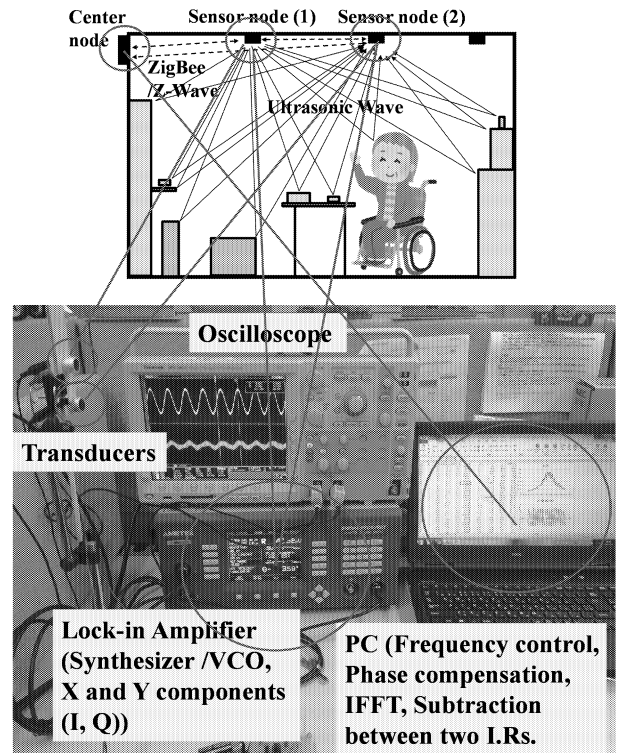 Center
node
Sensor node (1)
Sensor node (2)
ZigBee
/Z-Wave
Ultrasonic Wave
Oscilloscope
Transducers
AMETEK
Lock-in Amplifier
(Synthesizer /VCO,
X and Y components
(I, Q))
PC (Frequency control,
Phase compensation,
IFFT, Subtraction
between two I.Rs.